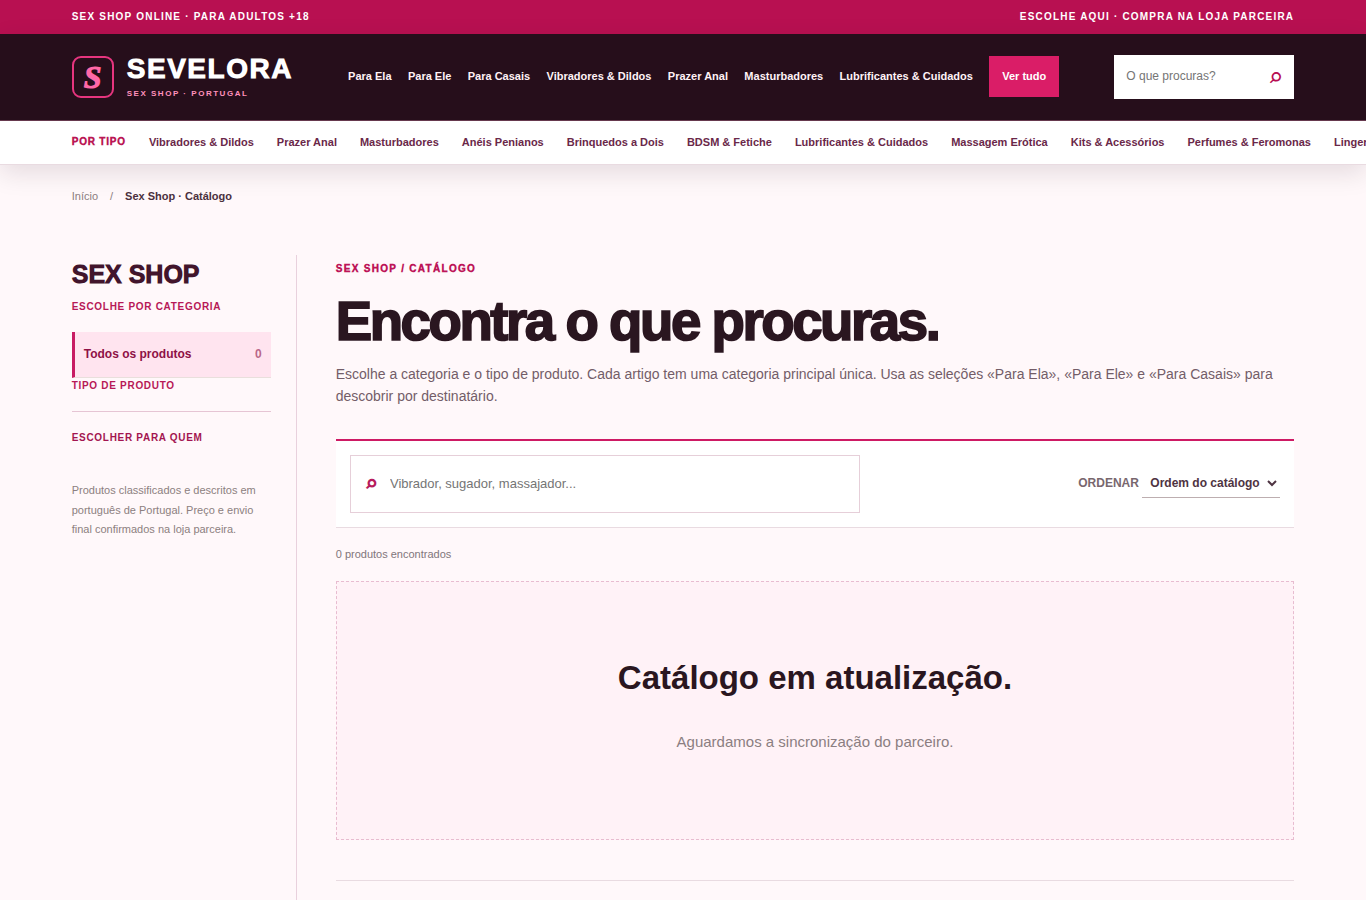 SEX SHOP ONLINE · PARA ADULTOS +18
ESCOLHE AQUI · COMPRA NA LOJA PARCEIRA
S
SEVELORA
SEX SHOP · PORTUGAL
Para Ela Para Ele Para Casais Vibradores & Dildos Prazer Anal Masturbadores Lubrificantes & Cuidados Ver tudo
O que procuras?
POR TIPO Vibradores & Dildos Prazer Anal Masturbadores Anéis Penianos Brinquedos a Dois BDSM & Fetiche Lubrificantes & Cuidados Massagem Erótica Kits & Acessórios Perfumes & Feromonas Linger
Início / Sex Shop · Catálogo
SEX SHOP
ESCOLHE POR CATEGORIA
Todos os produtos 0
TIPO DE PRODUTO
ESCOLHER PARA QUEM
Produtos classificados e descritos em
português de Portugal. Preço e envio
final confirmados na loja parceira.
SEX SHOP / CATÁLOGO
Encontra o que procuras.
Escolhe a categoria e o tipo de produto. Cada artigo tem uma categoria principal única. Usa as seleções «Para Ela», «Para Ele» e «Para Casais» para
descobrir por destinatário.
Vibrador, sugador, massajador...
ORDENAR Ordem do catálogo
0 produtos encontrados
Catálogo em atualização.
Aguardamos a sincronização do parceiro.